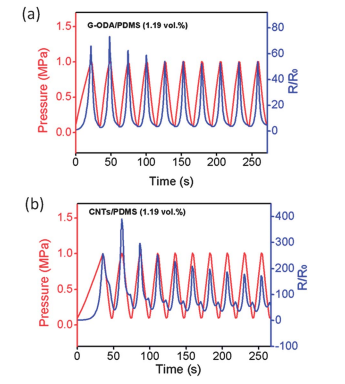 (a)
G-ODA/PDMS (1.19 vol.%)
Pressure (MPa)
1.5
1.0
0.5
0.0
80
60
40
20
0
R/R₀
0 50 100 150 200 250
Time (s)
(b)
CNTs/PDMS (1.19 vol.%)
Pressure (MPa)
1.5
1.0
0.5
0.0
400
300
200
100
0
-100
R/R₀
0 50 100 150 200 250
Time (s)